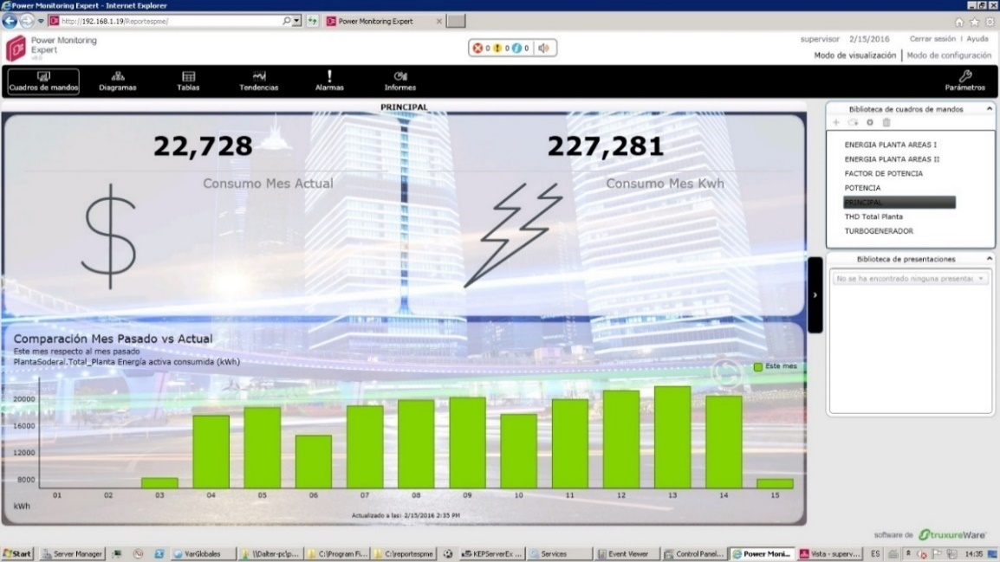 Power Monitoring Expert - Internet Explorer
http://192.168.1.19/Reportespme/
Power Monitoring Expert
Power Monitoring
Expert
0 0 0
supervisor 2/15/2016 Cerrar sesión | Ayuda
Modo de visualización | Modo de configuración
Cuadros de mandos
Diagramas
Tablas
Tendencias
Alarmas
Informes
Parámetros
PRINCIPAL
22,728
Consumo Mes Actual
$
227,281
Consumo Mes Kwh
Comparación Mes Pasado vs Actual
Este mes respecto al mes pasado
PlantaSoderal.Total_Planta Energía activa consumida (kWh)
Este mes
20000
16000
12000
8000
kWh
01 02 03 04 05 06 07 08 09 10 11 12 13 14 15
Actualizado a las: 2/15/2016 2:35 PM
Biblioteca de cuadros de mandos
ENERGIA PLANTA AREAS I
ENERGIA PLANTA AREAS II
FACTOR DE POTENCIA
POTENCIA
PRINCIPAL
THD Total Planta
TURBOGENERADOR
Biblioteca de presentaciones
No se ha encontrado ninguna presentac
software de StruxureWare
Start
Server Manager
VarGlobales
\\Dalter-pc\p...
C:\Program Fi...
C:\reportespme
KEPServerEx ...
Services
Event Viewer
Control Panel...
Power Moni...
Vista - superv...
ES
14:35